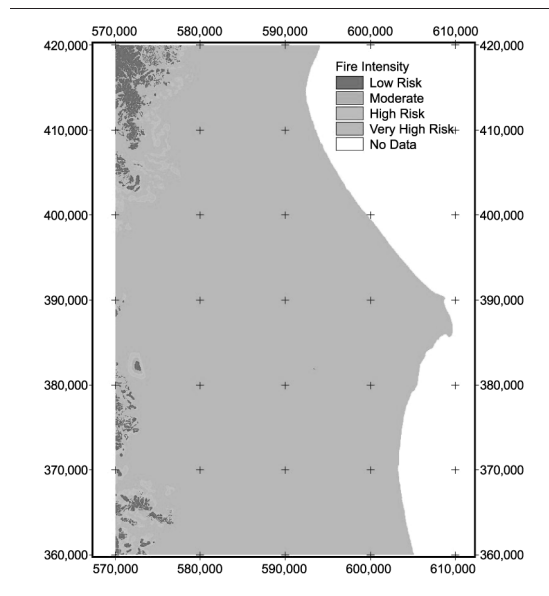 570,000 580,000 590,000 600,000 610,000
420,000 420,000
Fire Intensity
Low Risk
Moderate
High Risk
Very High Risk
No Data
410,000 410,000
400,000 400,000
390,000 390,000
380,000 380,000
370,000 370,000
360,000 360,000
570,000 580,000 590,000 600,000 610,000